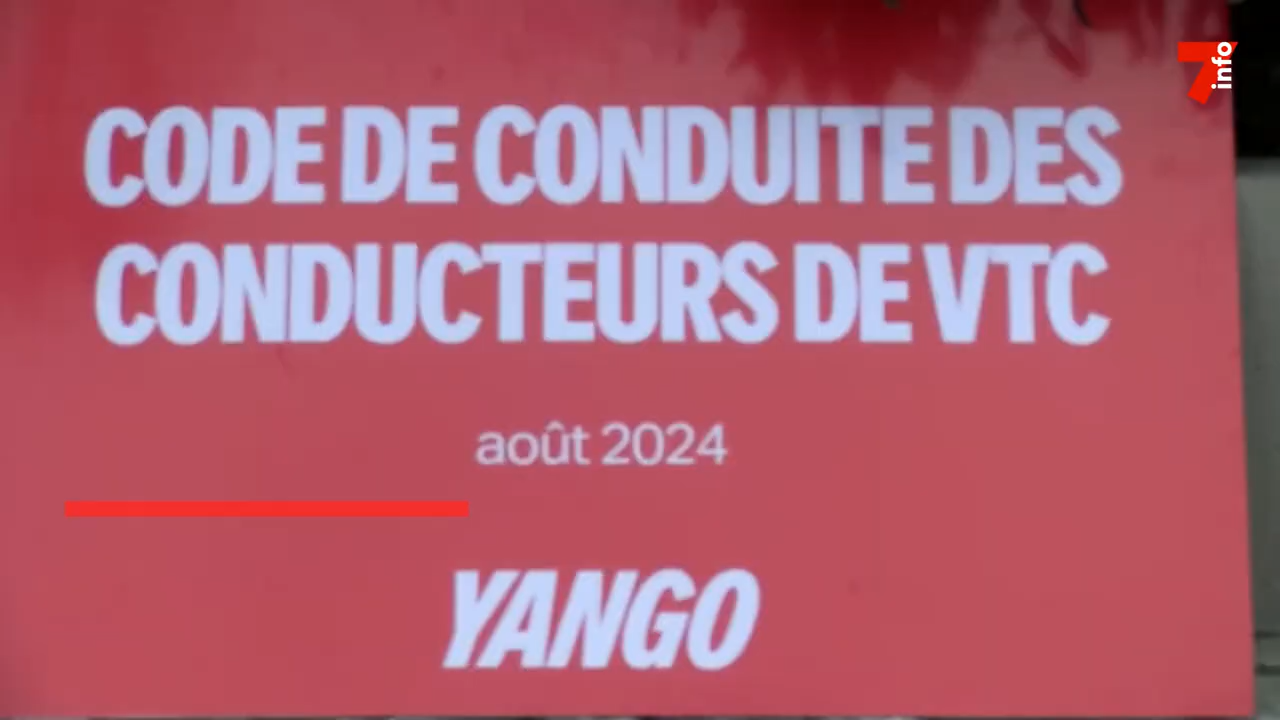 7info
CODE DE CONDUITE DES
CONDUCTEURS DE VTC
août 2024
YANGO